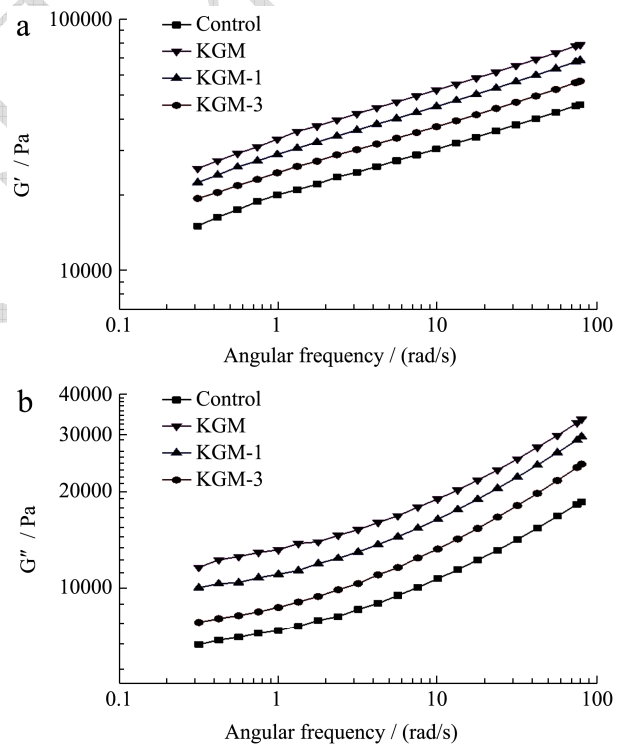 a
100000
Control
KGM
KGM-1
KGM-3
G′ / Pa
10000
0.1 1 10 100
Angular frequency / (rad/s)
b
40000
Control
KGM
30000
KGM-1
KGM-3
20000
G″ / Pa
10000
0.1 1 10 100
Angular frequency / (rad/s)